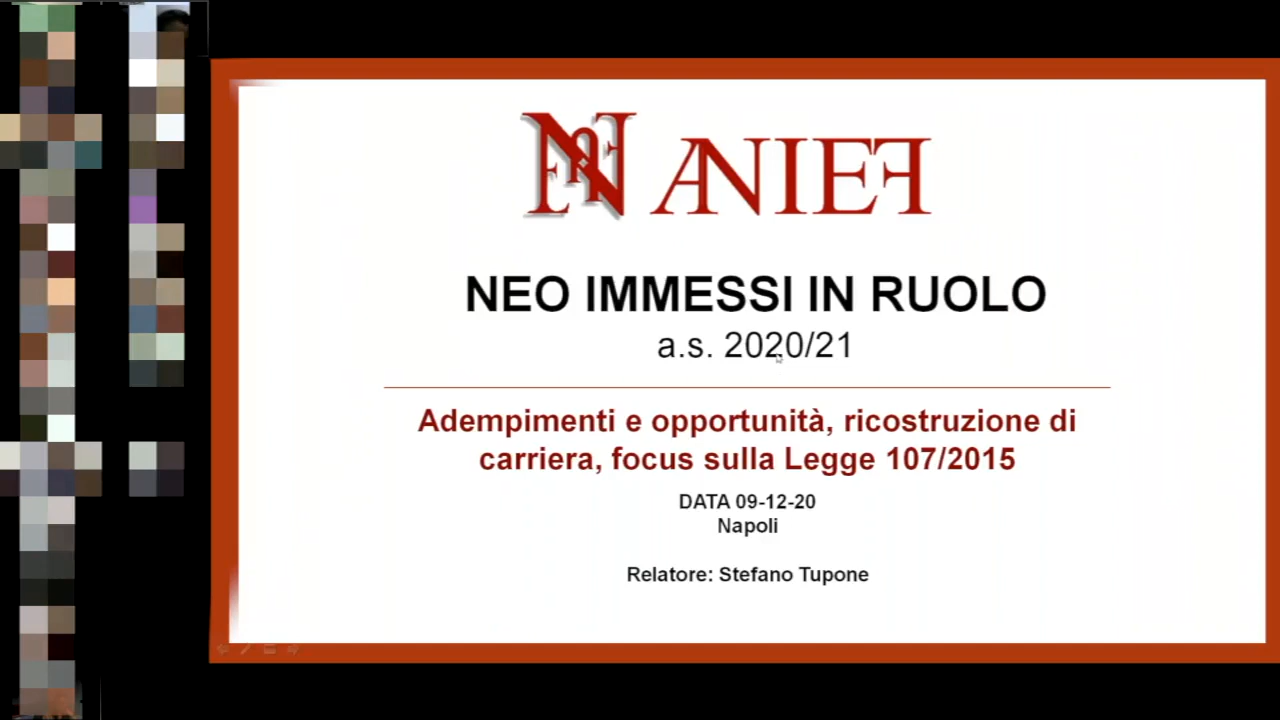 ANIEF
NEO IMMESSI IN RUOLO
a.s. 2020/21
Adempimenti e opportunità, ricostruzione di
carriera, focus sulla Legge 107/2015
DATA 09-12-20
Napoli
Relatore: Stefano Tupone